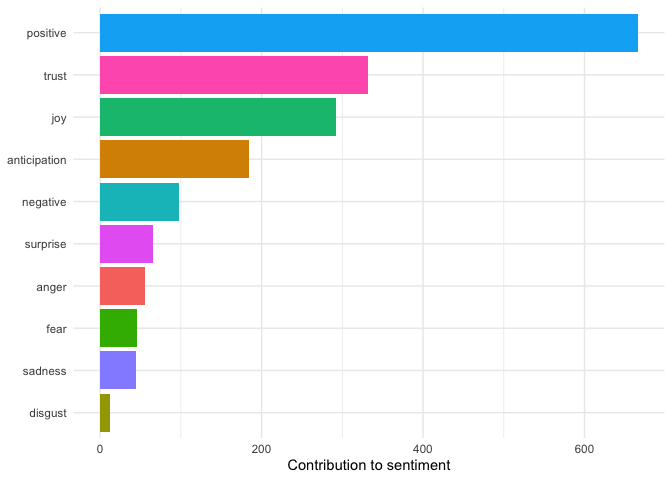 positive
trust
joy
anticipation
negative
surprise
anger
fear
sadness
disgust
0 200 400 600
Contribution to sentiment